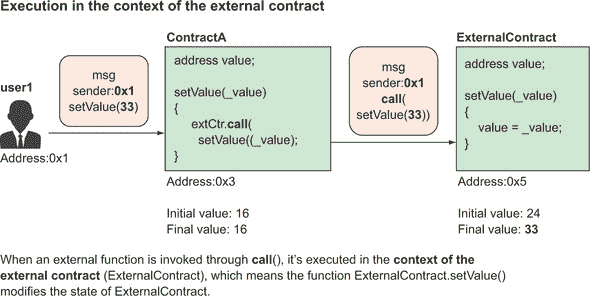 Execution in the context of the external contract
user1
Address:0x1
msg
sender:0x1
setValue(33)
ContractA
address value;
setValue(_value)
{
extCtr.call(
setValue((_value);
}
Address:0x3
Initial value: 16
Final value: 16
msg
sender:0x1
call(
setValue(33))
ExternalContract
address value;
setValue(_value)
{
value = _value;
}
Address:0x5
Initial value: 24
Final value: 33
When an external function is invoked through call(), it's executed in the context of the
external contract (ExternalContract), which means the function ExternalContract.setValue()
modifies the state of ExternalContract.